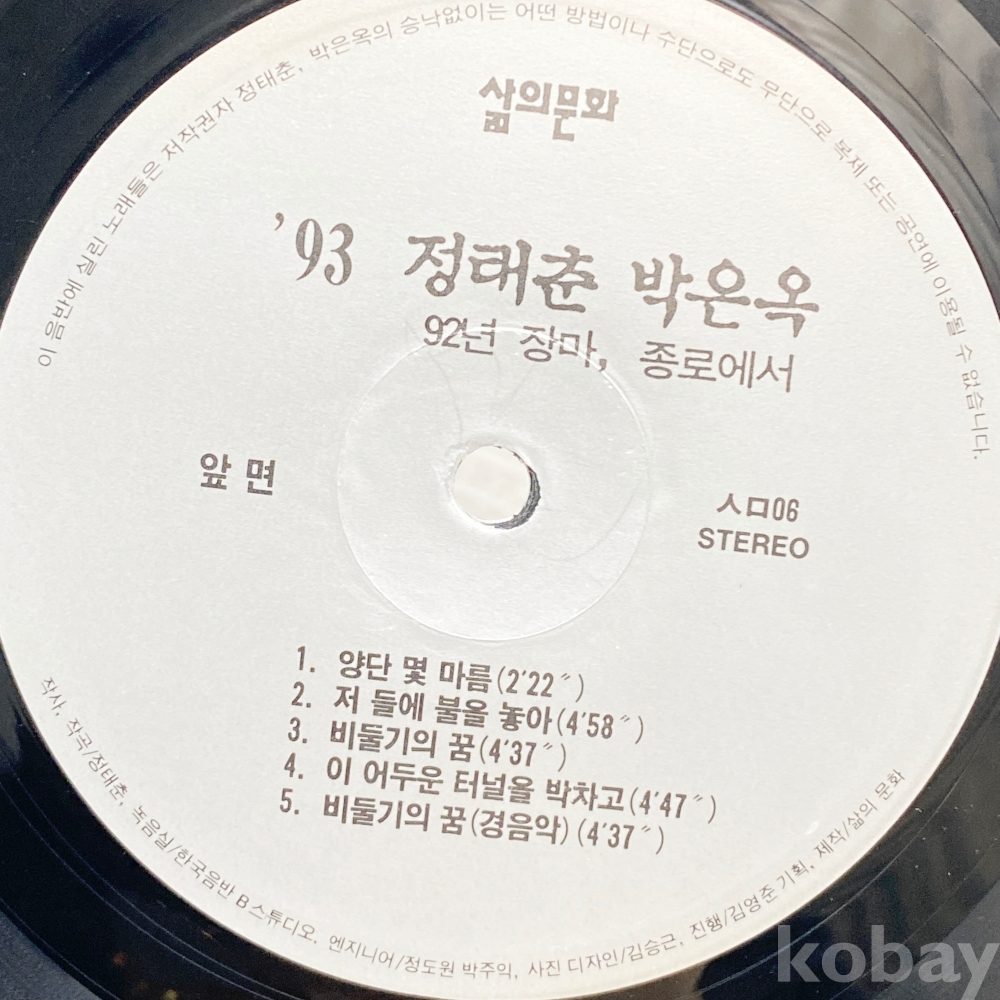 이 음반에 실린 노래들은 저작권자 정태춘, 박은옥의 승낙없이는 어떤 방법이나 수단으로도 무단으로 복제 또는 공연에 이용될 수 없습니다.
삶의문화
'93 정태춘 박은옥
92년 장마, 종로에서
앞 면
ㅅㅁ06
STEREO
1. 양단 몇 마름(2'22″)
2. 저 들에 불을 놓아(4'58″)
3. 비둘기의 꿈(4'37″)
4. 이 어두운 터널을 박차고(4'47″)
5. 비둘기의 꿈(경음악)(4'37″)
작사, 작곡/정태춘, 녹음실/한국음반 B스튜디오, 엔지니어/정도원 박주익, 사진 디자인/김승근, 진행/김영준 기획, 제작/삶의 문화
kobay